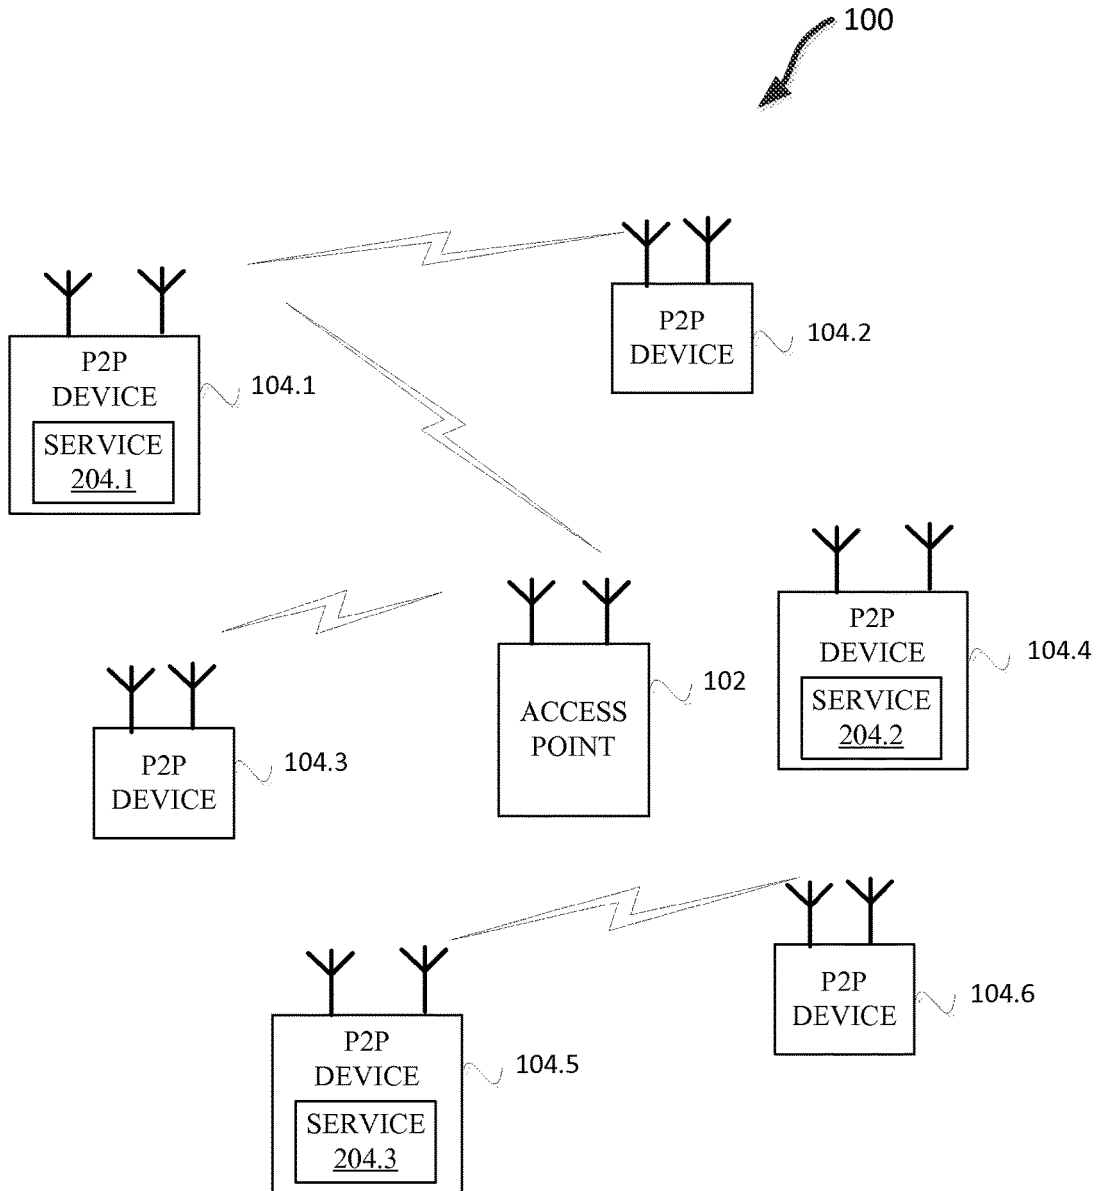 100
P2P
DEVICE
104.2
P2P
DEVICE
104.1
SERVICE
204.1
P2P
DEVICE
104.4
SERVICE
204.2
ACCESS
POINT
102
P2P
DEVICE
104.3
P2P
DEVICE
104.6
P2P
DEVICE
104.5
SERVICE
204.3